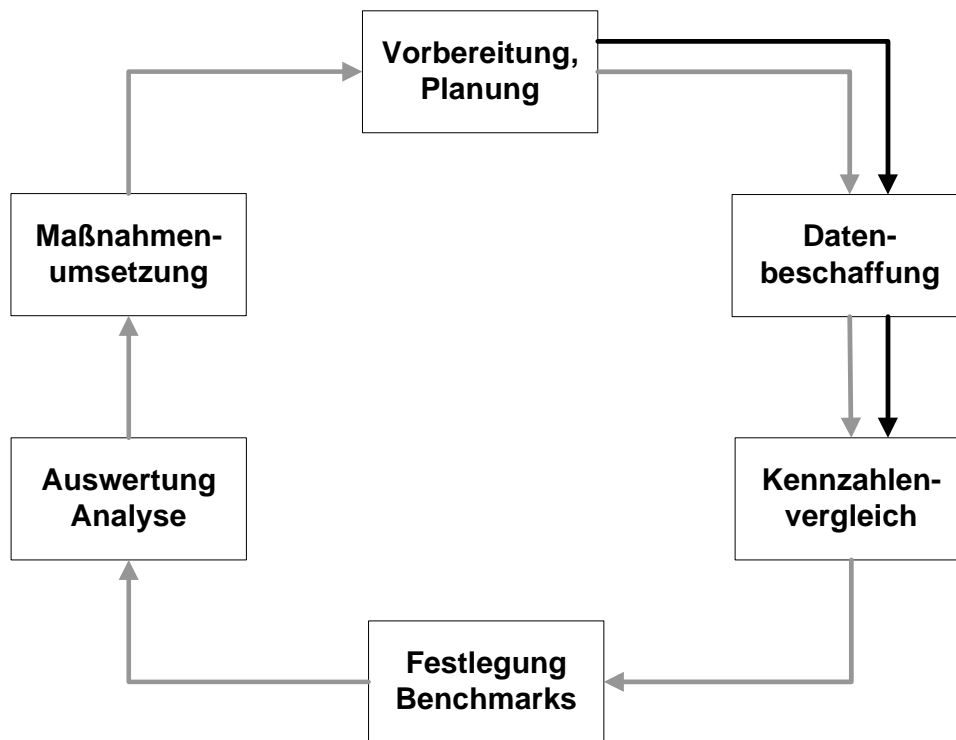 Vorbereitung,
Planung
Maßnahmen-
umsetzung
Daten-
beschaffung
Auswertung
Analyse
Kennzahlen-
vergleich
Festlegung
Benchmarks